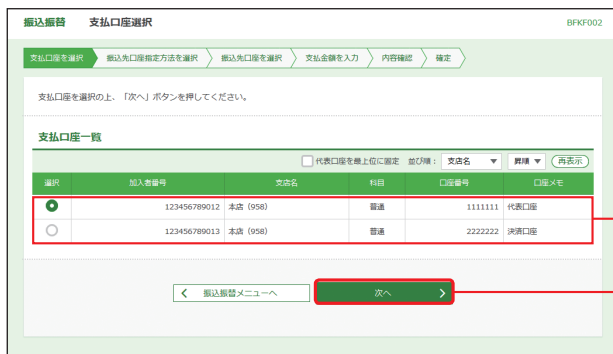 振込振替 支払口座選択 BFKF002
支払口座を選択 振込先口座指定方法を選択 振込先口座を選択 支払金額を入力 内容確認 確定
支払口座を選択の上、「次へ」ボタンを押してください。
支払口座一覧
代表口座を最上位に固定 並び順： 支店名 昇順 再表示
選択 加入者番号 支店名 科目 口座番号 口座メモ
123456789012 本店（958） 普通 1111111 代表口座
123456789013 本店（958） 普通 2222222 決済口座
振込振替メニューへ 次へ